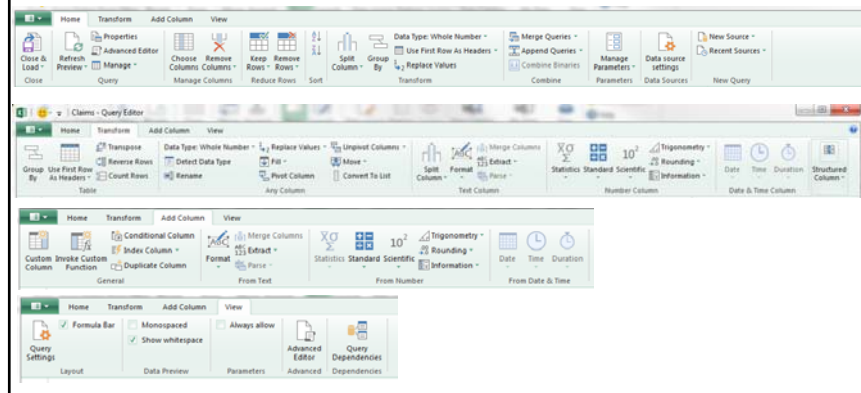 Home Transform Add Column View
Properties Data Type: Whole Number Merge Queries New Source
Advanced Editor Use First Row As Headers Append Queries Recent Sources
Close & Load Refresh Preview Manage Choose Columns Remove Columns Keep Rows Remove Rows Split Column Group By Replace Values Combine Binaries Manage Parameters Data source settings
Close Query Manage Columns Reduce Rows Sort Transform Combine Parameters Data Sources New Query
Claims - Query Editor
Home Transform Add Column View
Transpose Data Type: Whole Number Replace Values Unpivot Columns Merge Columns Trigonometry
Reverse Rows Detect Data Type Fill Move Extract Rounding
Group By Use First Row As Headers Count Rows Rename Pivot Column Convert To List Split Column Format Parse Statistics Standard Scientific Information Date Time Duration Structured Column
Table Any Column Text Column Number Column Date & Time Column
Home Transform Add Column View
Conditional Column Merge Columns Trigonometry
Index Column Extract Rounding
Custom Column Invoke Custom Function Duplicate Column Format Parse Statistics Standard Scientific Information Date Time Duration
General From Text From Number From Date & Time
Home Transform Add Column View
Formula Bar Monospaced Always allow
Query Settings Show whitespace Advanced Editor Query Dependencies
Layout Data Preview Parameters Advanced Dependencies